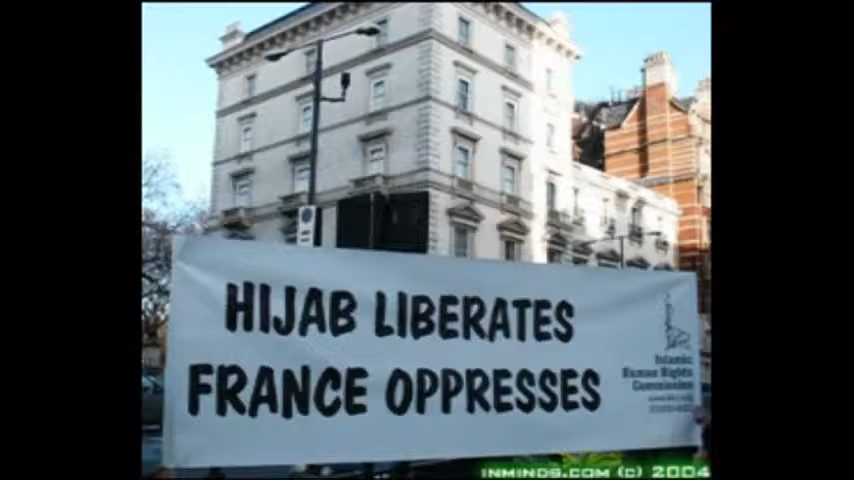 HIJAB LIBERATES
FRANCE OPPRESSES
Islamic
Human Rights
Commission
INMINDS.COM (C) 2004